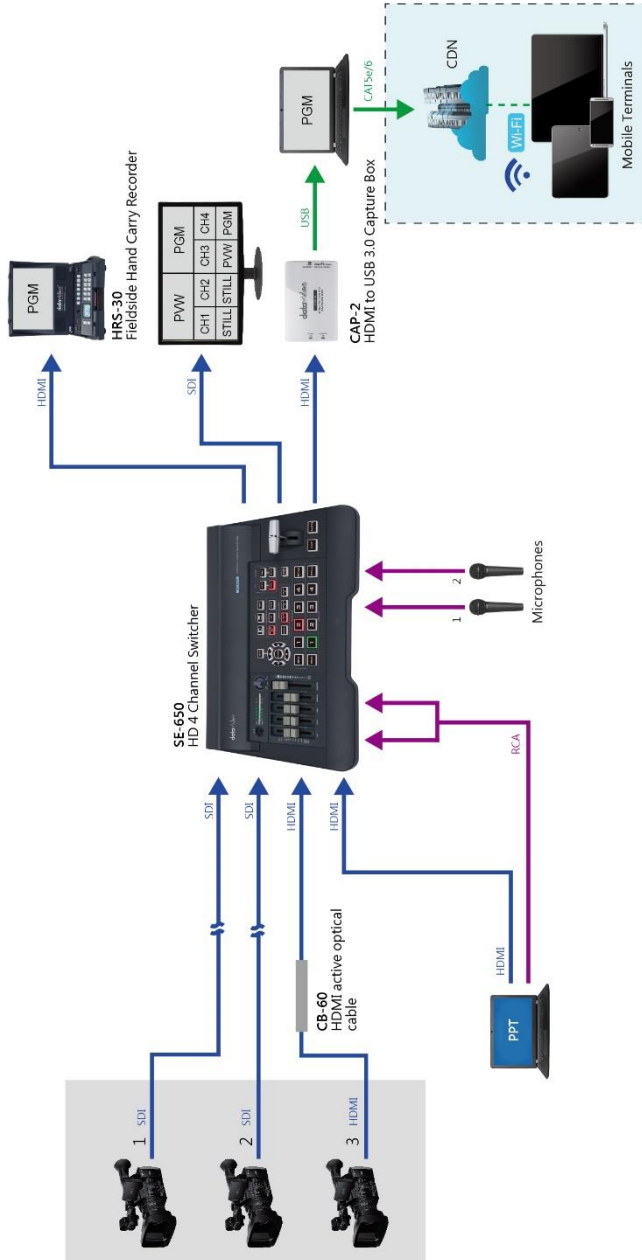 1
SDI
SDI
2
SDI
SDI
3
HDMI
HDMI
CB-60
HDMI active optical
cable
PPT
HDMI
HDMI
RCA
SE-650
HD 4 Channel Switcher
datavideo
1
2
Microphones
HDMI
PGM
HRS-30
Fieldside Hand Carry Recorder
SDI
PVW
PGM
CH1
CH2
CH3
CH4
STILL
STILL
PVW
PGM
HDMI
datavideo
CAP-2
HDMI to USB 3.0 Capture Box
USB
PGM
CAT5e/6
CDN
Wi-Fi
Mobile Terminals